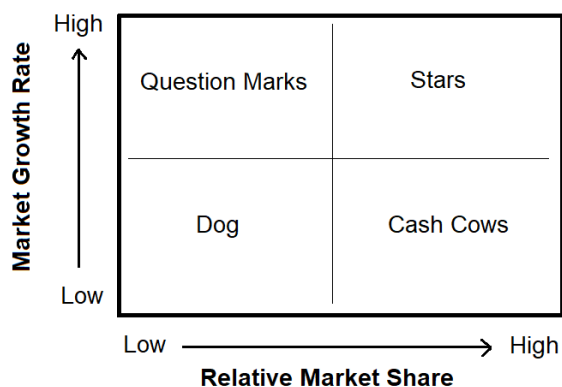 High
Question Marks
Stars
Market Growth Rate
Dog
Cash Cows
Low
Low
High
Relative Market Share